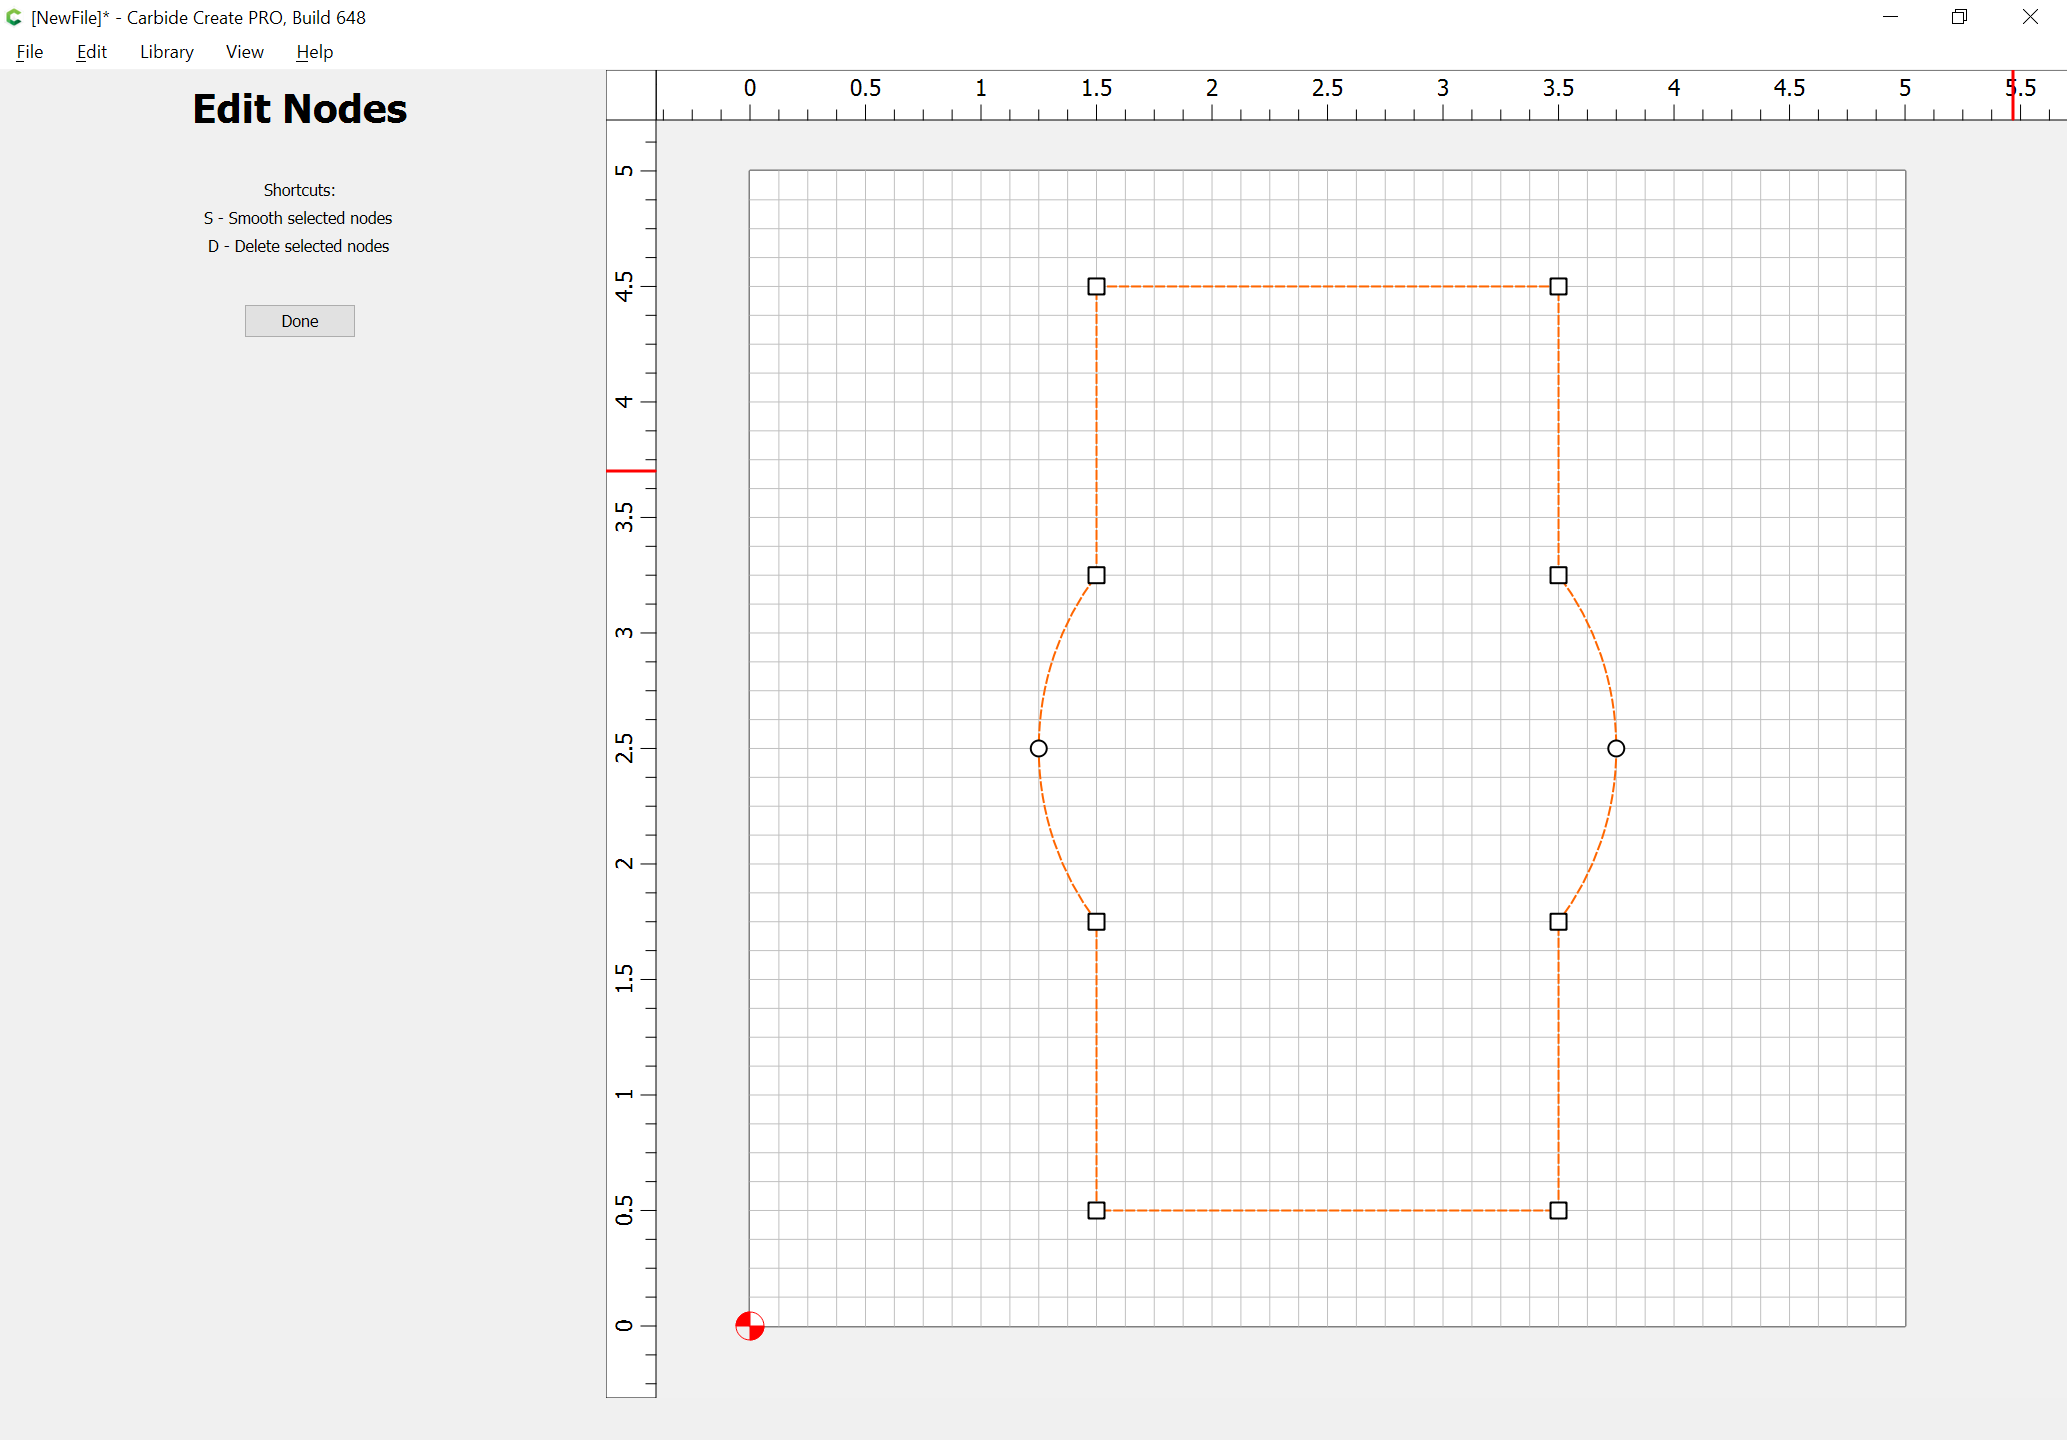 [NewFile]* - Carbide Create PRO, Build 648
File Edit Library View Help
Edit Nodes
Shortcuts:
S - Smooth selected nodes
D - Delete selected nodes
Done
0 0.5 1 1.5 2 2.5 3 3.5 4 4.5 5 5.5
5
4.5
4
3.5
3
2.5
2
1.5
1
0.5
0